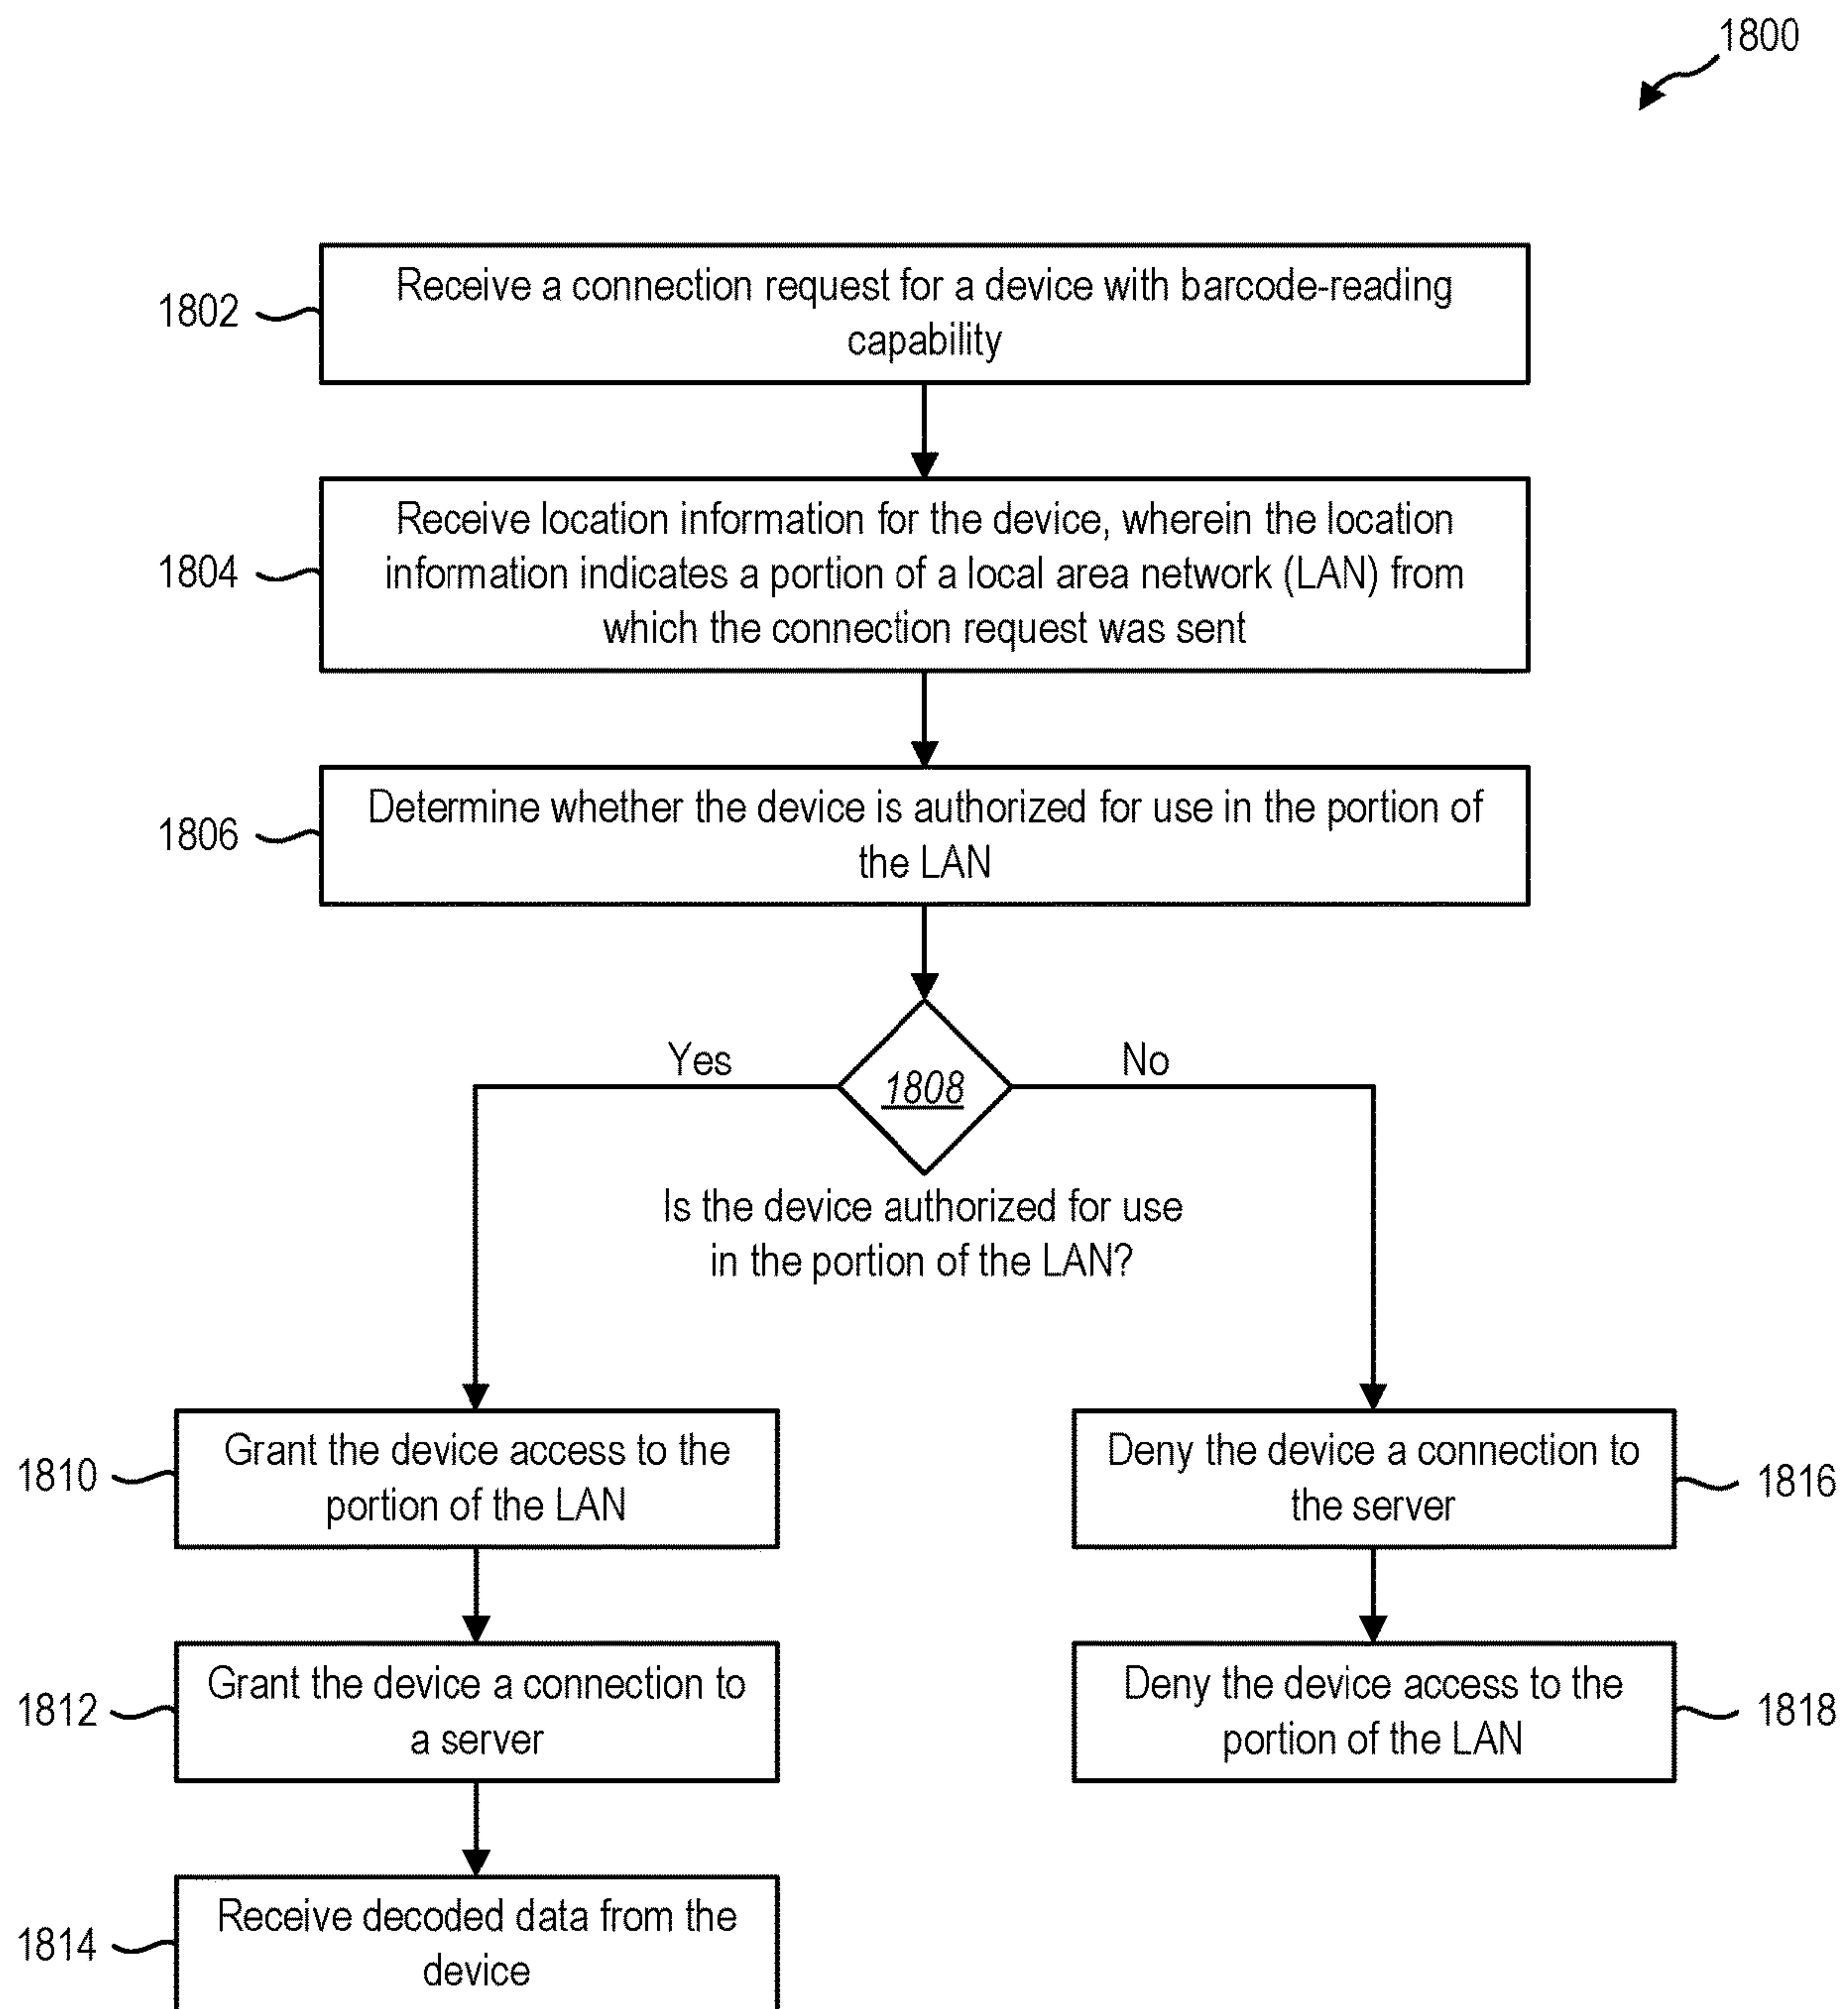 1800
1802
Receive a connection request for a device with barcode-reading
capability
1804
Receive location information for the device, wherein the location
information indicates a portion of a local area network (LAN) from
which the connection request was sent
1806
Determine whether the device is authorized for use in the portion of
the LAN
Yes
1808
No
Is the device authorized for use
in the portion of the LAN?
1810
Grant the device access to the
portion of the LAN
Deny the device a connection to
the server
1816
1812
Grant the device a connection to
a server
Deny the device access to the
portion of the LAN
1818
1814
Receive decoded data from the
device